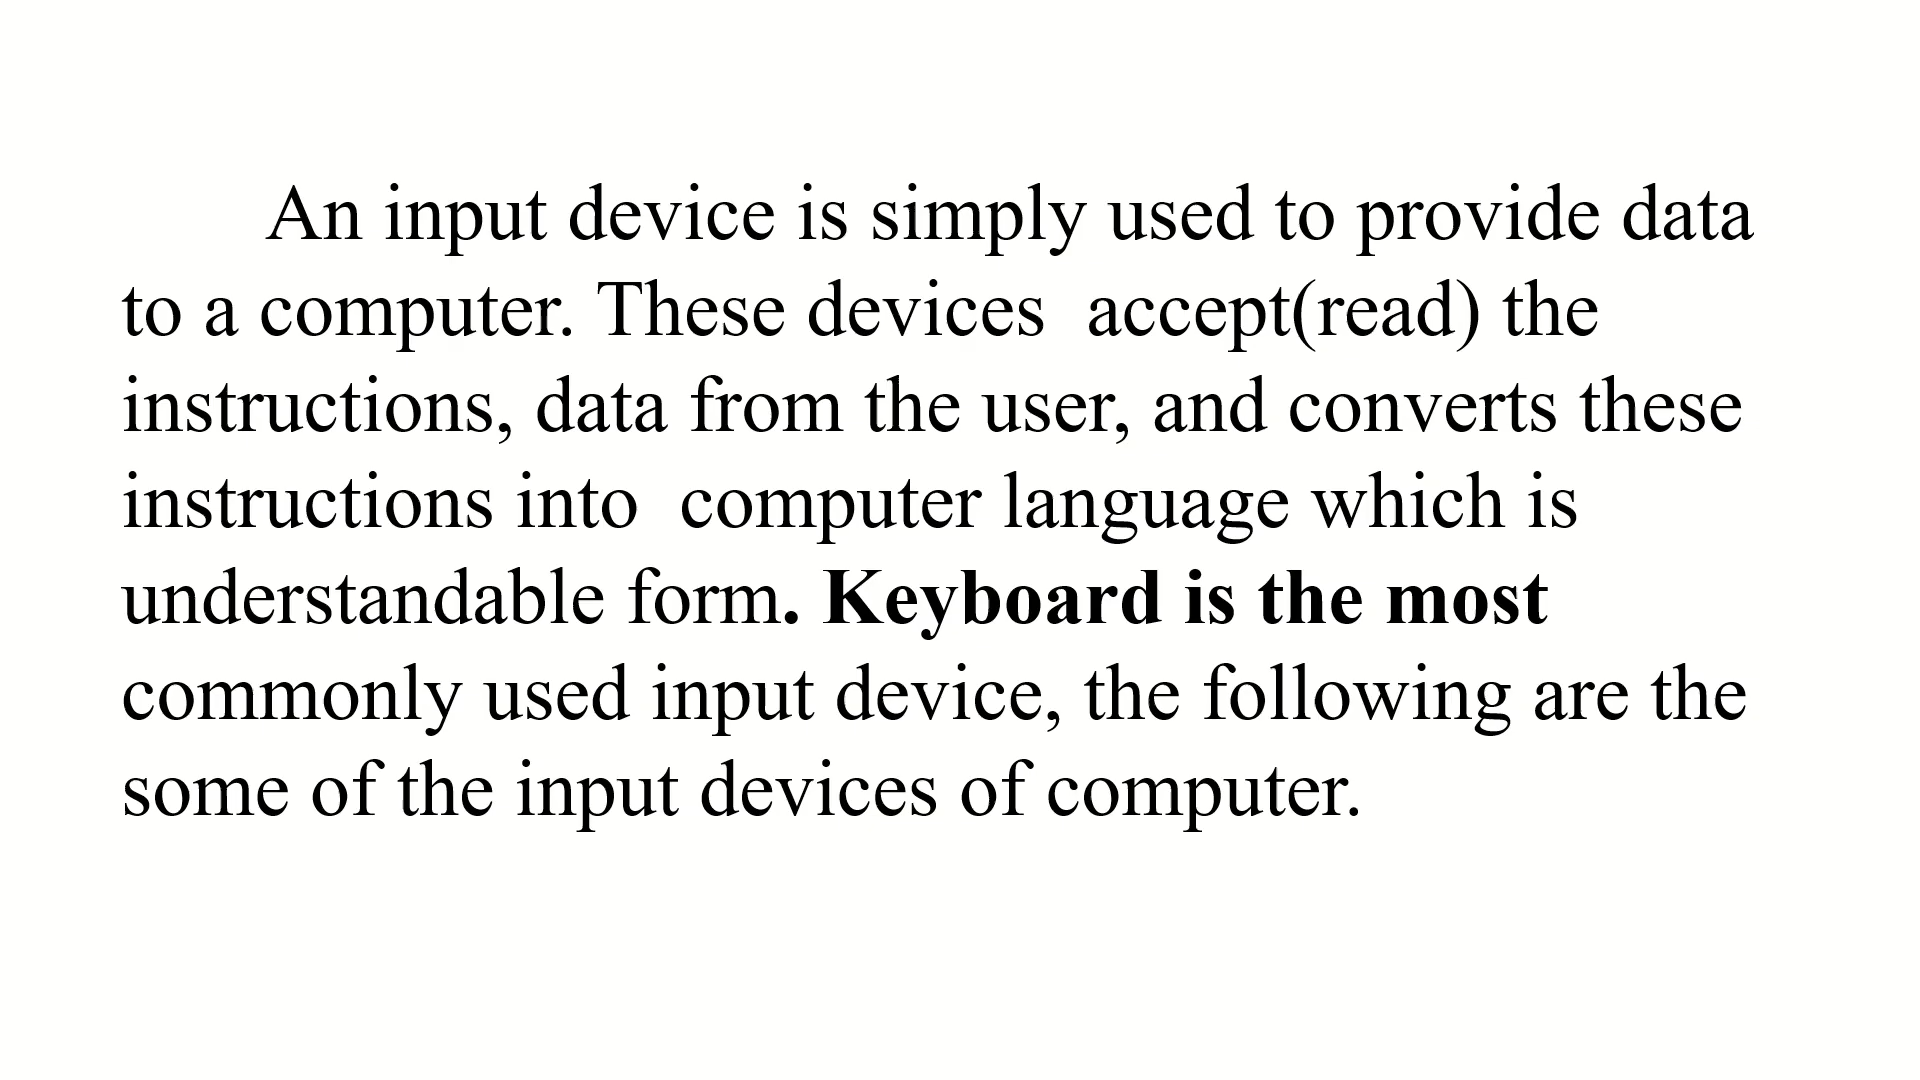 An input device is simply used to provide data
to a computer. These devices  accept(read) the
instructions, data from the user, and converts these
instructions into  computer language which is
understandable form. Keyboard is the most
commonly used input device, the following are the
some of the input devices of computer.